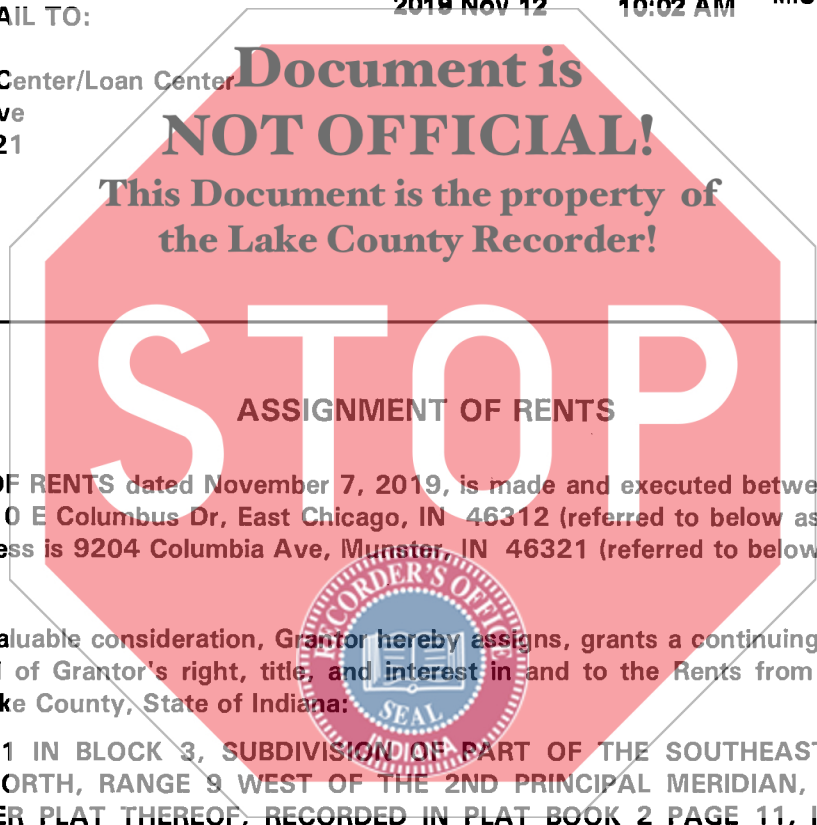 AIL TO:
2019 Nov 12 10:02 AM
Center/Loan Center
ve
21
Document is
NOT OFFICIAL!
This Document is the property of
the Lake County Recorder!
STOP
ASSIGNMENT OF RENTS
OF RENTS dated November 7, 2019, is made and executed betwe
0 E Columbus Dr, East Chicago, IN 46312 (referred to below as
ess is 9204 Columbia Ave, Munster, IN 46321 (referred to below
RECORDER'S OFFICE
aluable consideration, Grantor hereby assigns, grants a continuing
of Grantor's right, title, and interest in and to the Rents from
ke County, State of Indiana:
SEAL
INDIANA
1 IN BLOCK 3, SUBDIVISION OF PART OF THE SOUTHEAST
ORTH, RANGE 9 WEST OF THE 2ND PRINCIPAL MERIDIAN,
ER PLAT THEREOF, RECORDED IN PLAT BOOK 2 PAGE 11, I